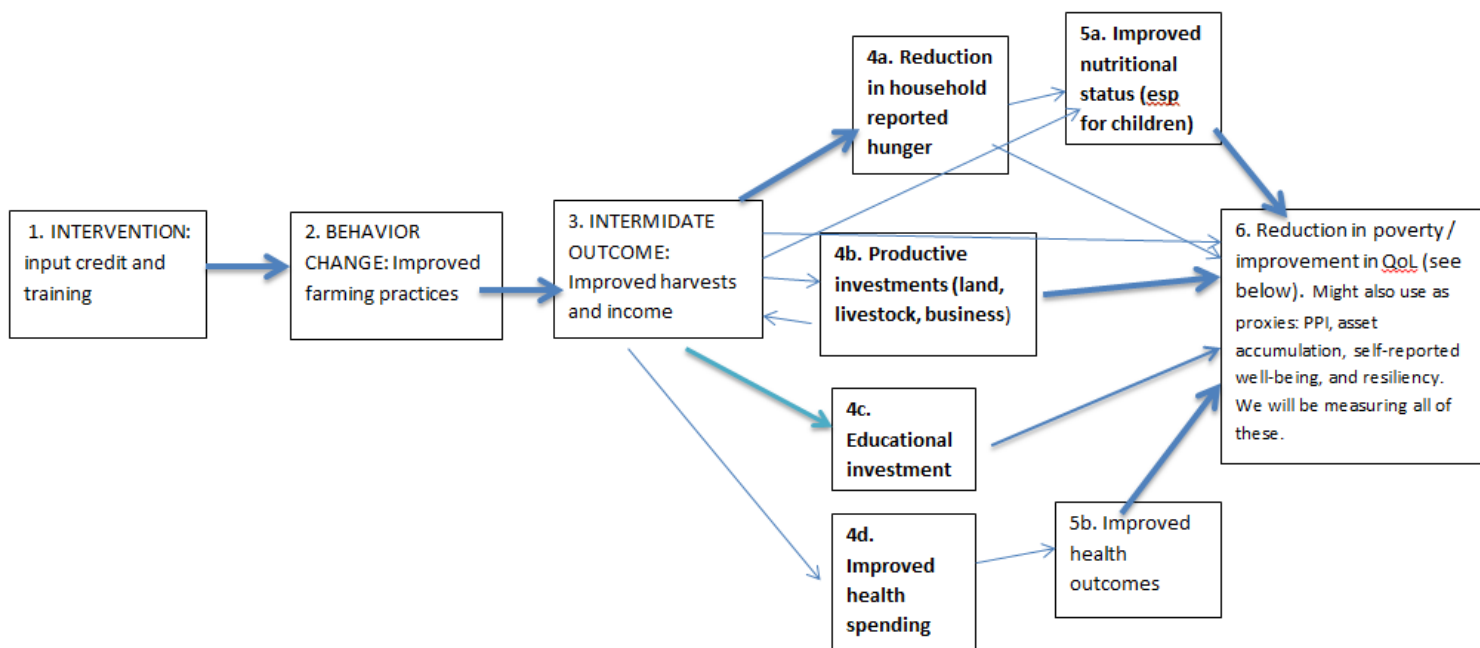 1. INTERVENTION:
input credit and
training
2. BEHAVIOR
CHANGE: Improved
farming practices
3. INTERMIDATE
OUTCOME:
Improved harvests
and income
4a. Reduction
in household
reported
hunger
4b. Productive
investments (land,
livestock, business)
4c.
Educational
investment
4d.
Improved
health
spending
5a. Improved
nutritional
status (esp
for children)
5b. Improved
health
outcomes
6. Reduction in poverty /
improvement in QoL (see
below). Might also use as
proxies: PPI, asset
accumulation, self-reported
well-being, and resiliency.
We will be measuring all of
these.